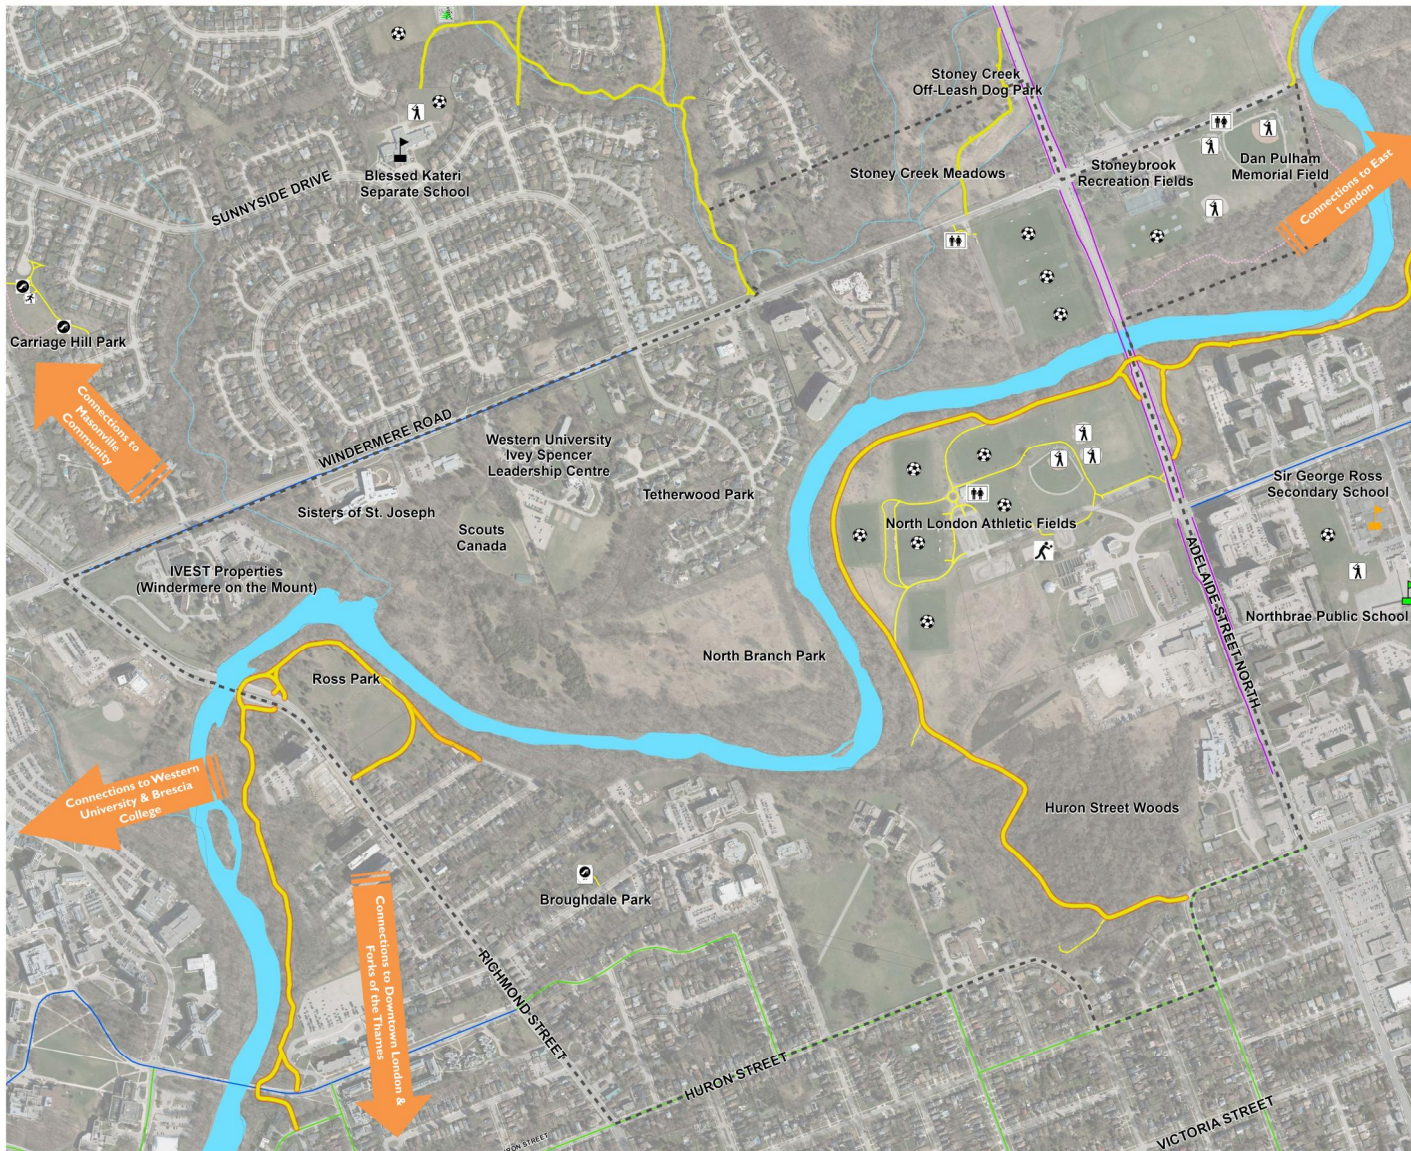 Stoney Creek
Off-Leash Dog Park
Stoneybrook
Recreation Fields
Dan Pulham
Memorial Field
Stoney Creek Meadows
Blessed Kateri
Separate School
SUNNYSIDE DRIVE
Connections to East
London
Carriage Hill Park
Connections to
Masonville
Community
WINDERMERE ROAD
Western University
Ivey Spencer
Leadership Centre
Sisters of St. Joseph
Tetherwood Park
Scouts
Canada
Sir George Ross
Secondary School
North London Athletic Fields
IVEST Properties
(Windermere on the Mount)
ADELAIDE STREET NORTH
Northbrae Public School
North Branch Park
Ross Park
Connections to Western
University & Brescia
College
Huron Street Woods
Broughdale Park
Connections to Downtown London &
Forks of the Thames
RICHMOND STREET
HURON STREET
VICTORIA STREET
HURON STREET